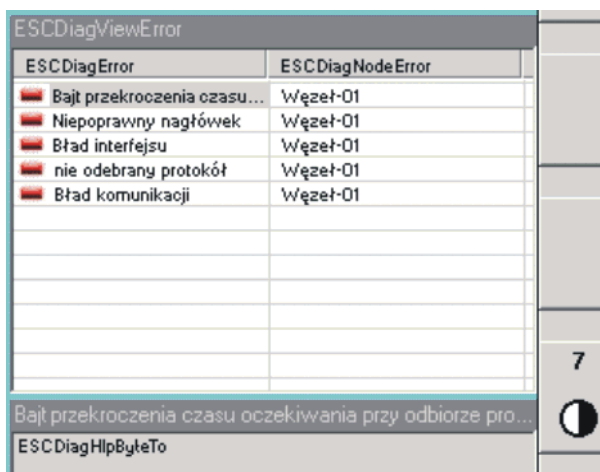 ESCDiagViewError
ESCDiagError ESCDiagNodeError
Bajt przekroczenia czasu... Węzeł-01
Niepoprawny nagłówek Węzeł-01
Bład interfejsu Węzeł-01
nie odebrany protokół Węzeł-01
Błąd komunikacji Węzeł-01
7
Bajt przekroczenia czasu oczekiwania przy odbiorze pro...
ESCDiagHlpByteTo